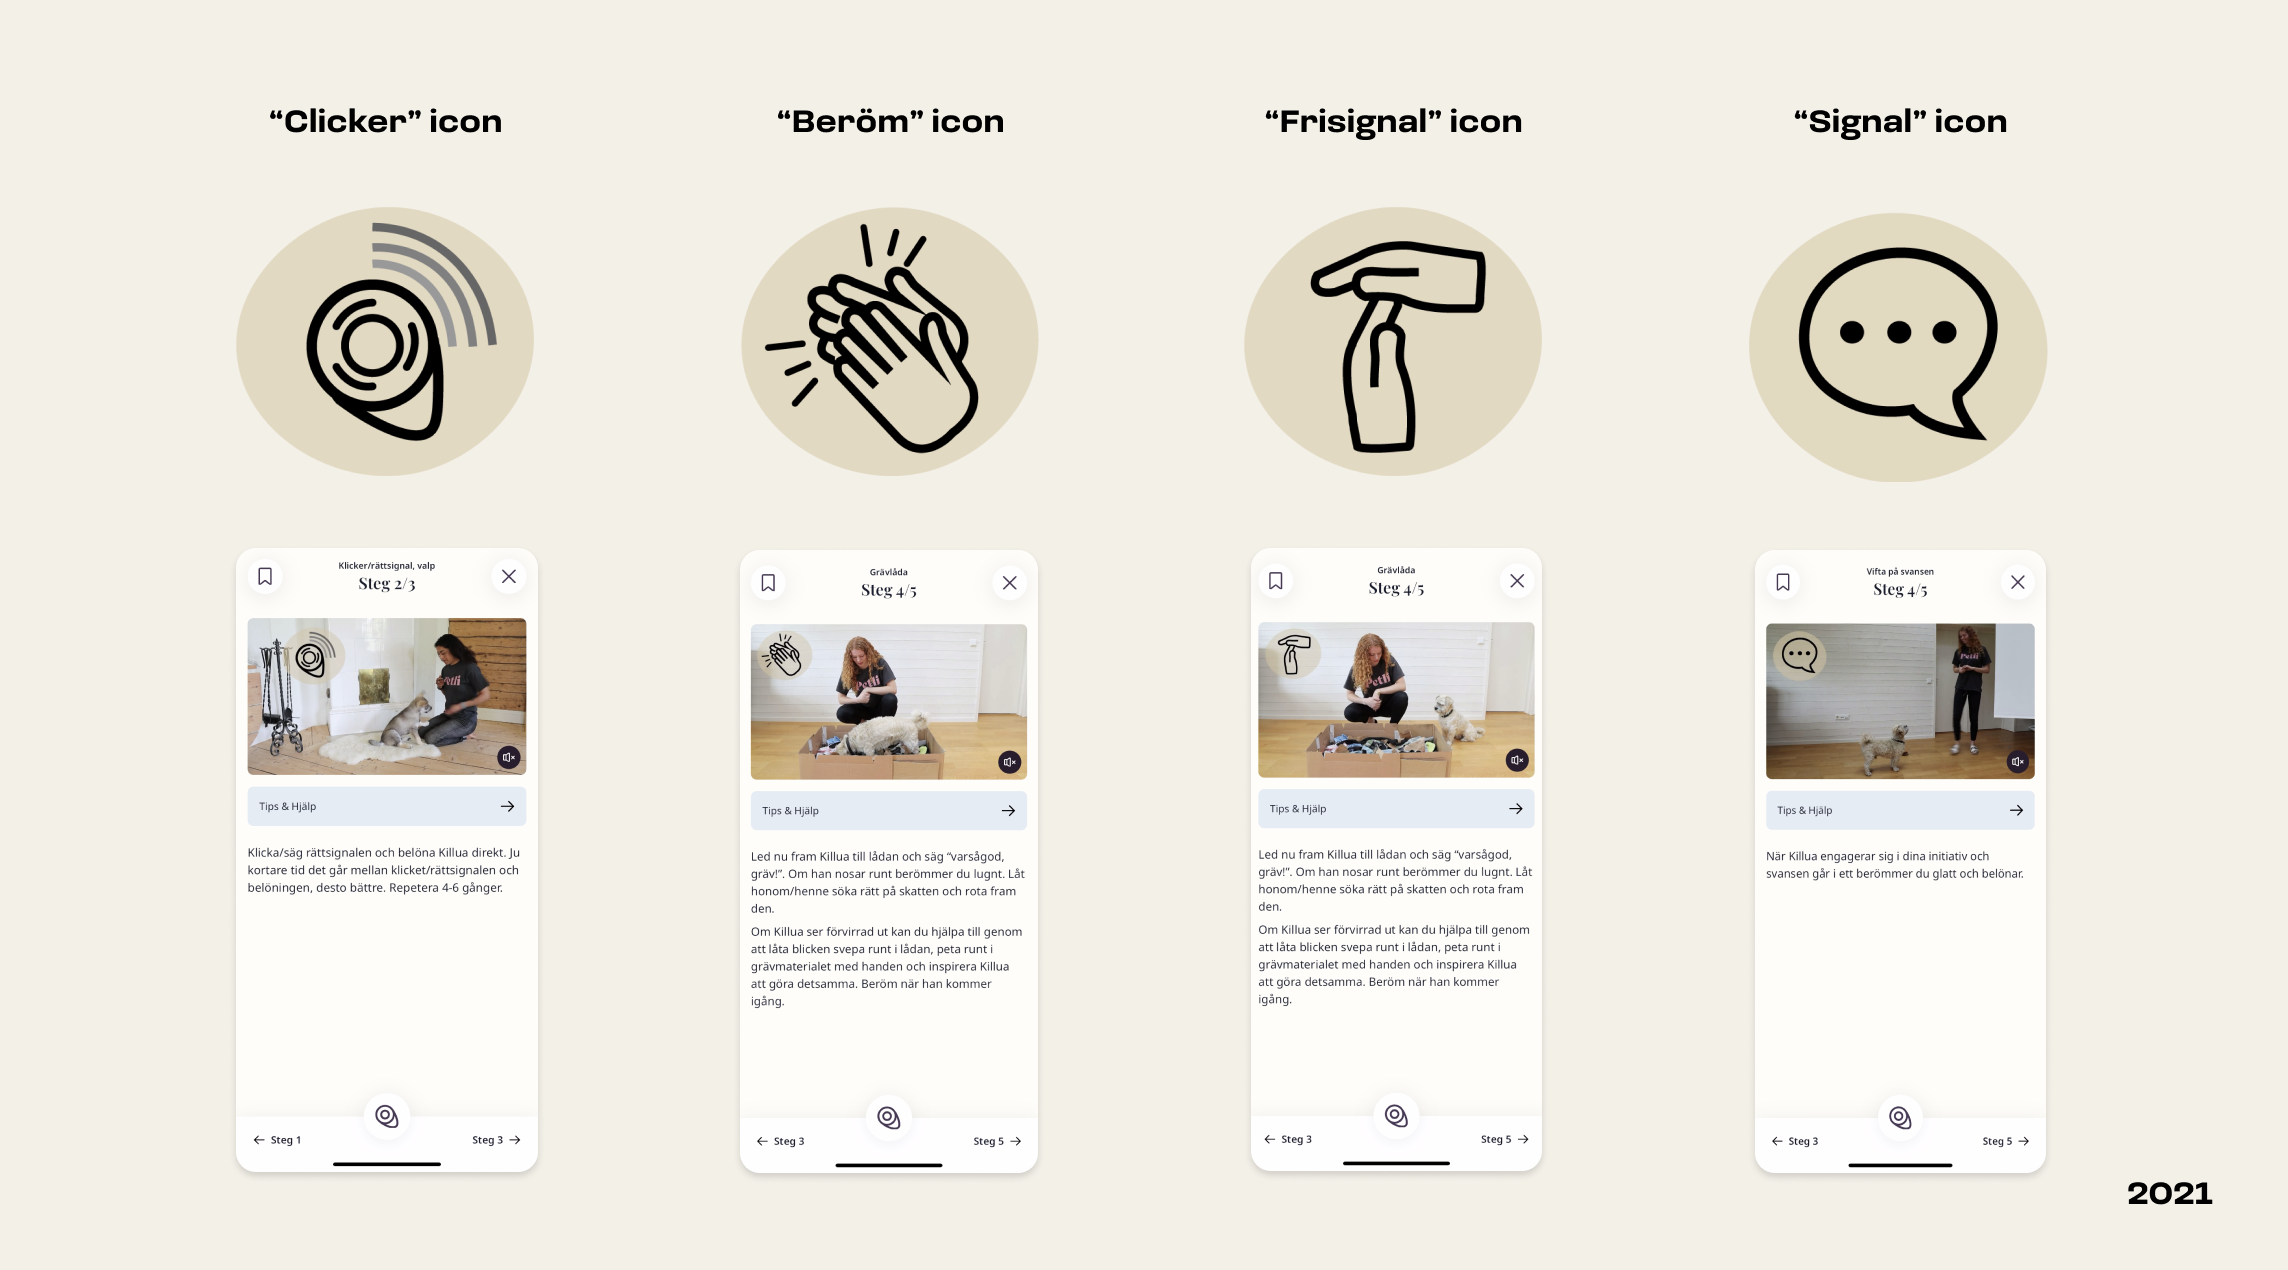 “Clicker” icon
“Beröm” icon
“Frisignal” icon
“Signal” icon
Klicker/rättsignal, valp
Steg 2/3
Petli
Tips & Hjälp
Klicka/säg rättsignalen och belöna Killua direkt. Ju
kortare tid det går mellan klicket/rättsignalen och
belöningen, desto bättre. Repetera 4-6 gånger.
Steg 1
Steg 3
Grävlåda
Steg 4/5
Petli
Tips & Hjälp
Led nu fram Killua till lådan och säg “varsågod,
gräv!”. Om han nosar runt berömmer du lugnt. Låt
honom/henne söka rätt på skatten och rota fram
den.
Om Killua ser förvirrad ut kan du hjälpa till genom
att låta blicken svepa runt i lådan, peta runt i
grävmaterialet med handen och inspirera Killua
att göra detsamma. Beröm när han kommer
igång.
Steg 3
Steg 5
Grävlåda
Steg 4/5
Petli
Tips & Hjälp
Led nu fram Killua till lådan och säg “varsågod,
gräv!”. Om han nosar runt berömmer du lugnt. Låt
honom/henne söka rätt på skatten och rota fram
den.
Om Killua ser förvirrad ut kan du hjälpa till genom
att låta blicken svepa runt i lådan, peta runt i
grävmaterialet med handen och inspirera Killua
att göra detsamma. Beröm när han kommer
igång.
Steg 3
Steg 5
Vifta på svansen
Steg 4/5
Petli
Tips & Hjälp
När Killua engagerar sig i dina initiativ och
svansen går i ett berömmer du glatt och belönar.
Steg 3
Steg 5
2021